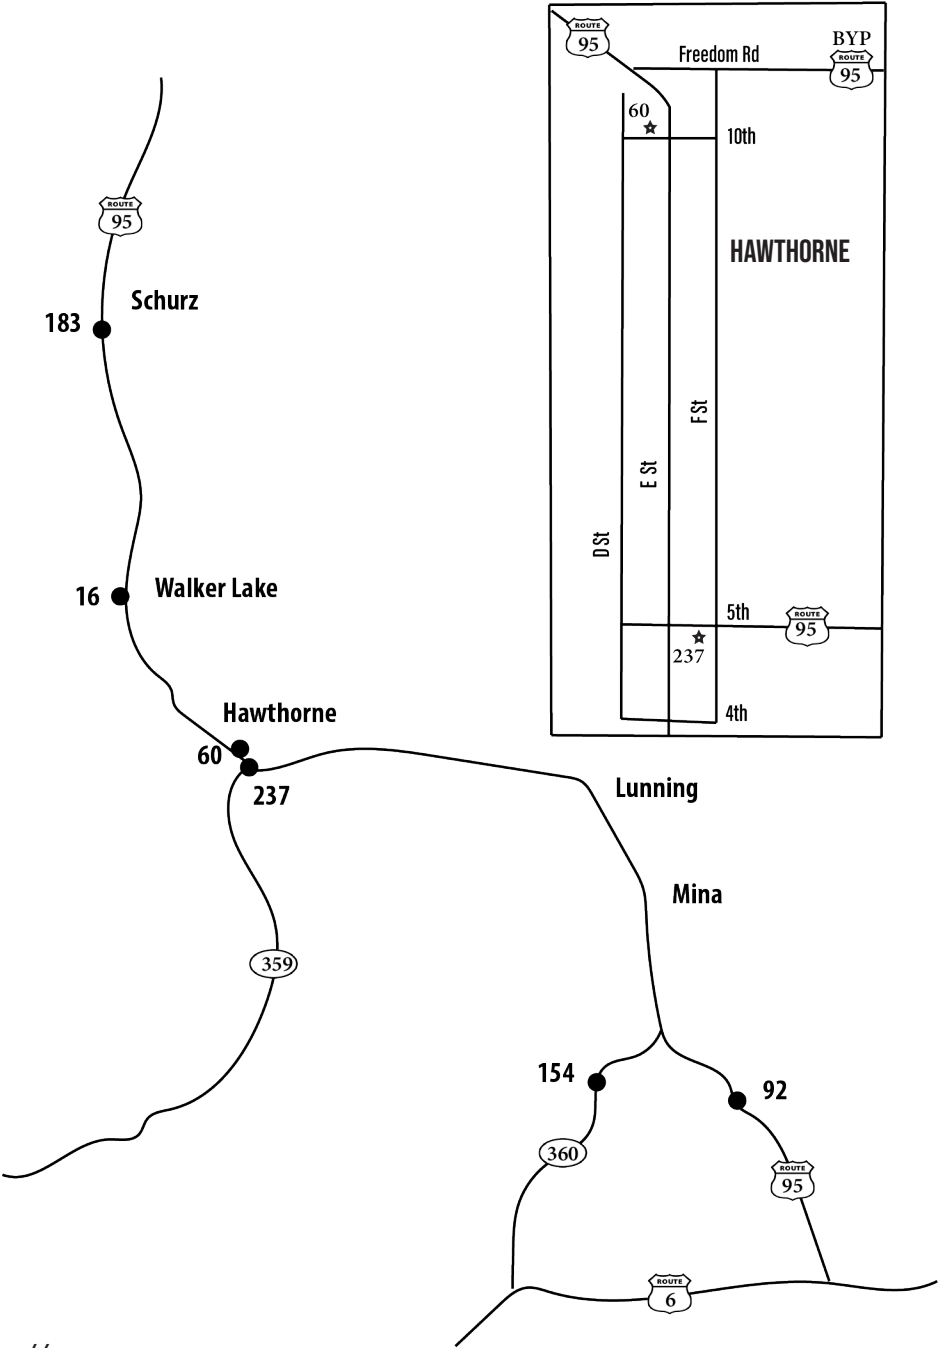 ROUTE
95
BYP
Freedom Rd
ROUTE
95
60
10th
ROUTE
95
HAWTHORNE
Schurz
183
F St
E St
D St
16
Walker Lake
5th
ROUTE
95
237
Hawthorne
4th
60
237
Lunning
Mina
359
154
92
360
ROUTE
95
ROUTE
6